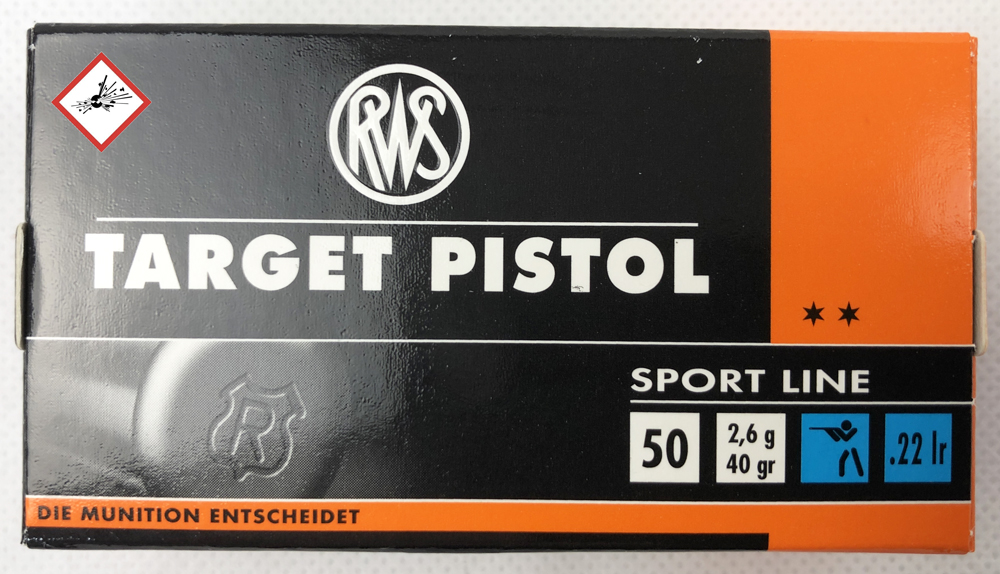 RWS
TARGET PISTOL
SPORT LINE
50
2,6 g
40 gr
.22 lr
R
DiE MUNITION ENTSCHEIDET